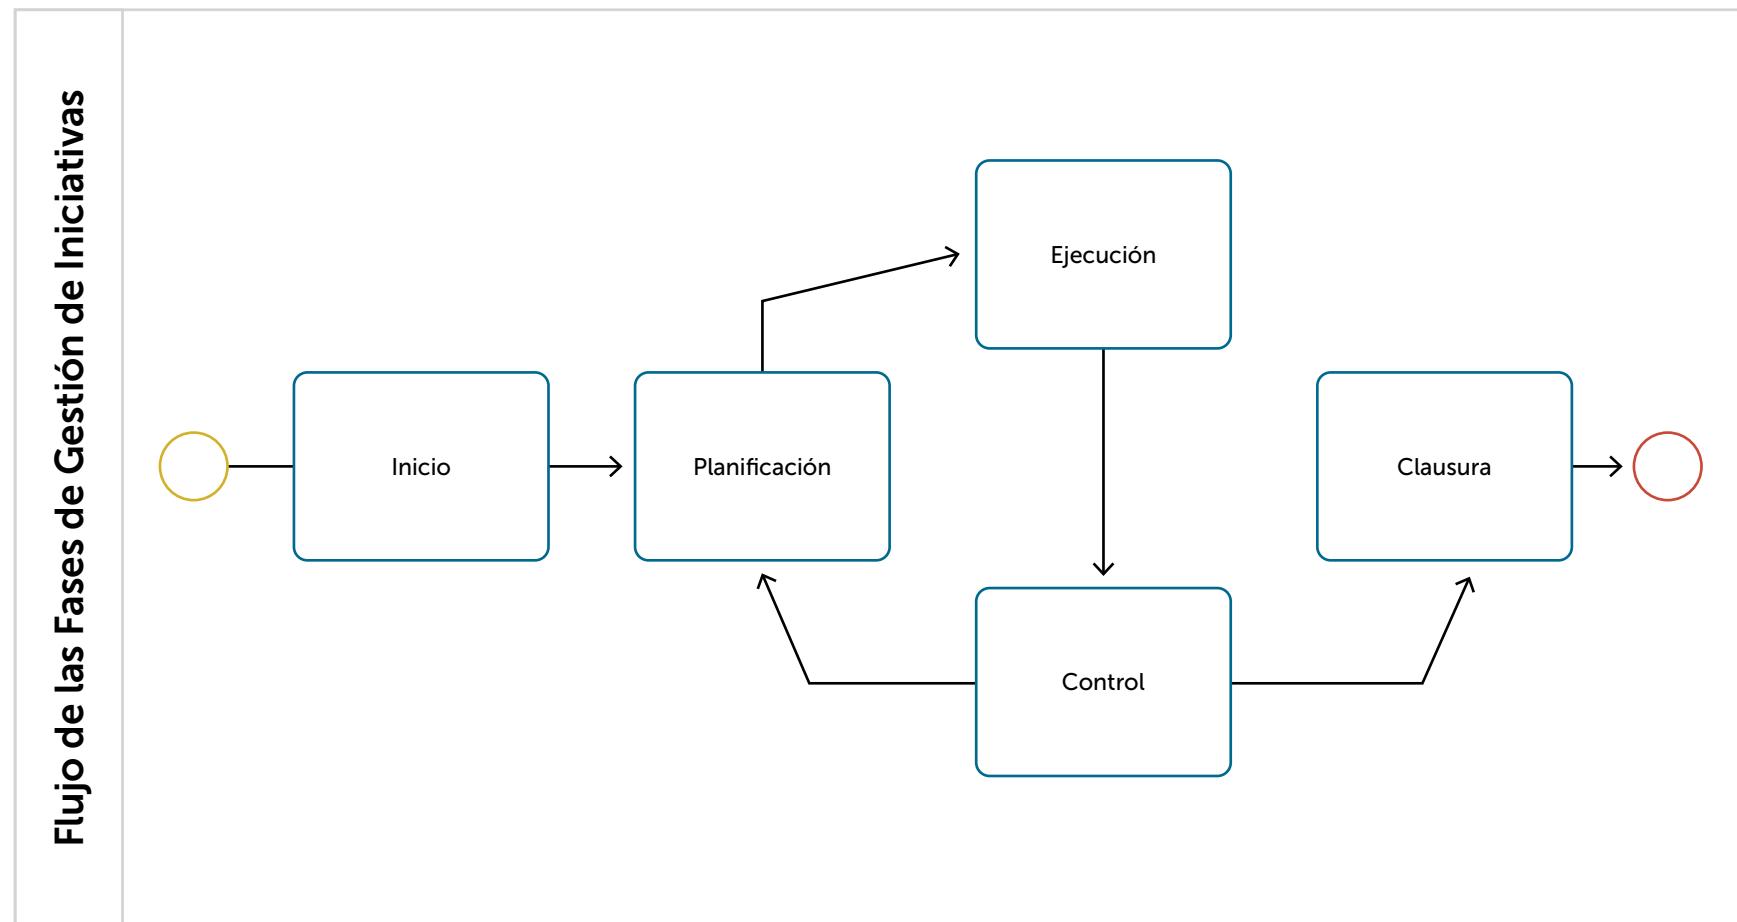 Flujo de las Fases de Gestión de Iniciativas
Ejecución
Inicio
Planificación
Clausura
Control